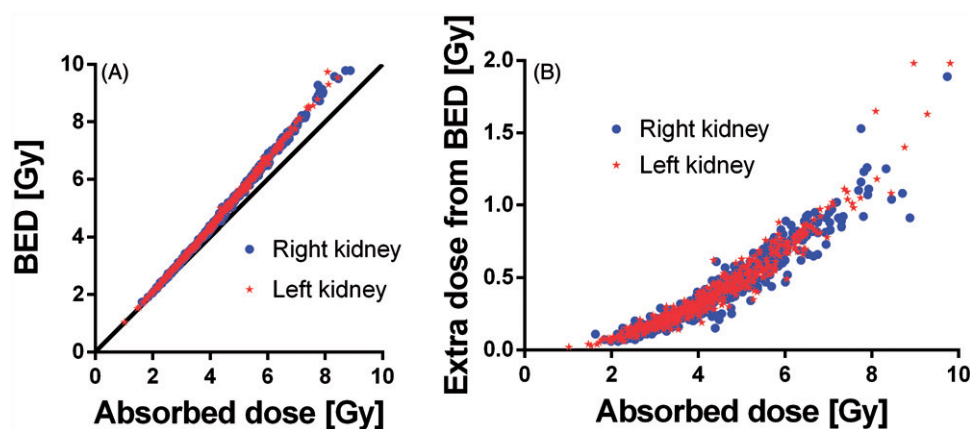 (A)
BED [Gy]
10
8
6
4
2
0
Right kidney
Left kidney
0 2 4 6 8 10
Absorbed dose [Gy]
(B)
Extra dose from BED [Gy]
2.0
1.5
1.0
0.5
0.0
Right kidney
Left kidney
0 2 4 6 8 10
Absorbed dose [Gy]